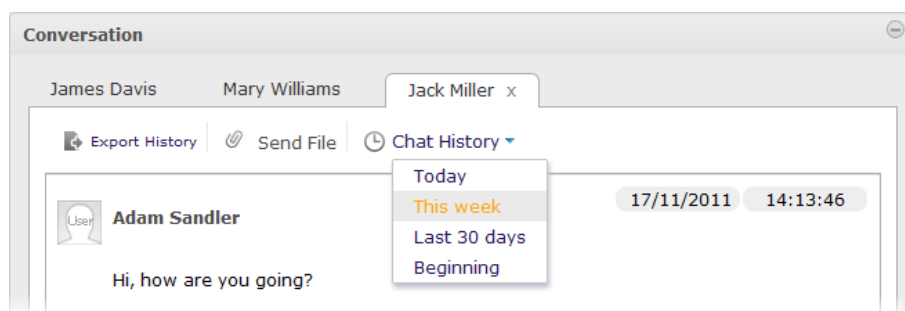 Conversation
James Davis Mary Williams Jack Miller x
Export History Send File Chat History
Today
This week
Last 30 days
Beginning
17/11/2011 14:13:46
User Adam Sandler
Hi, how are you going?